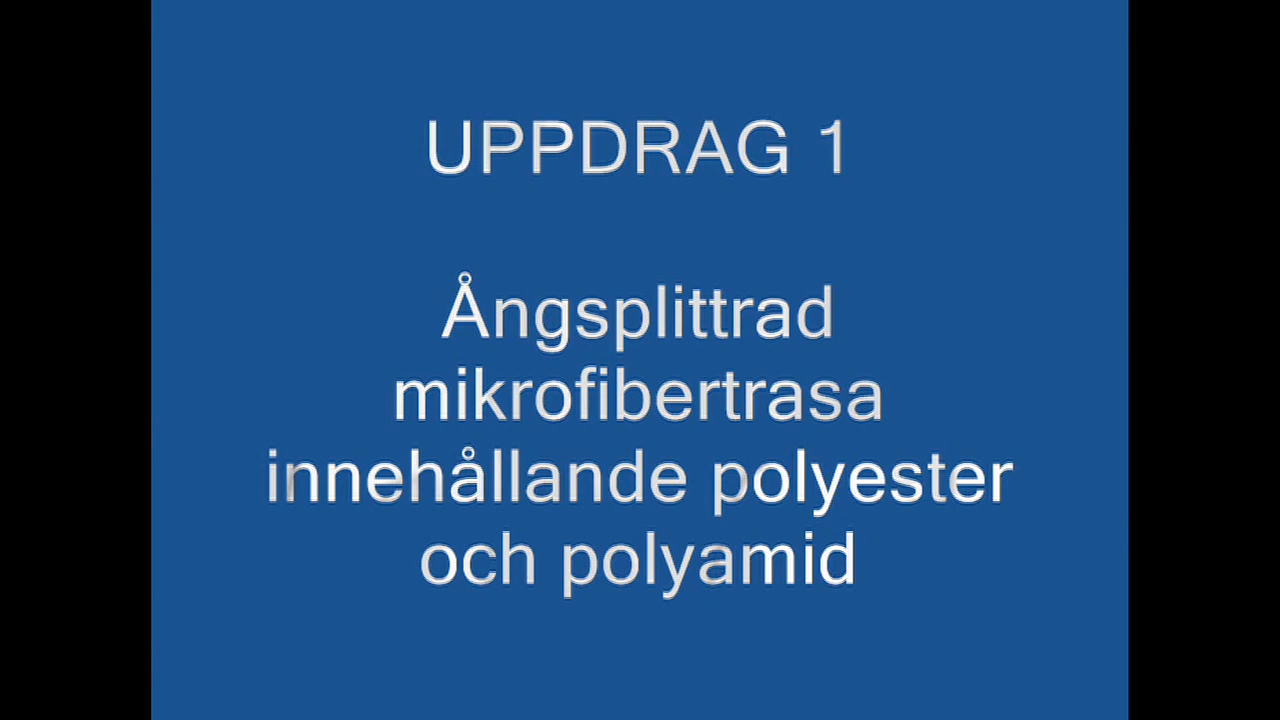 UPPDRAG 1
Ångsplittrad
mikrofibertrasa
innehållande polyester
och polyamid